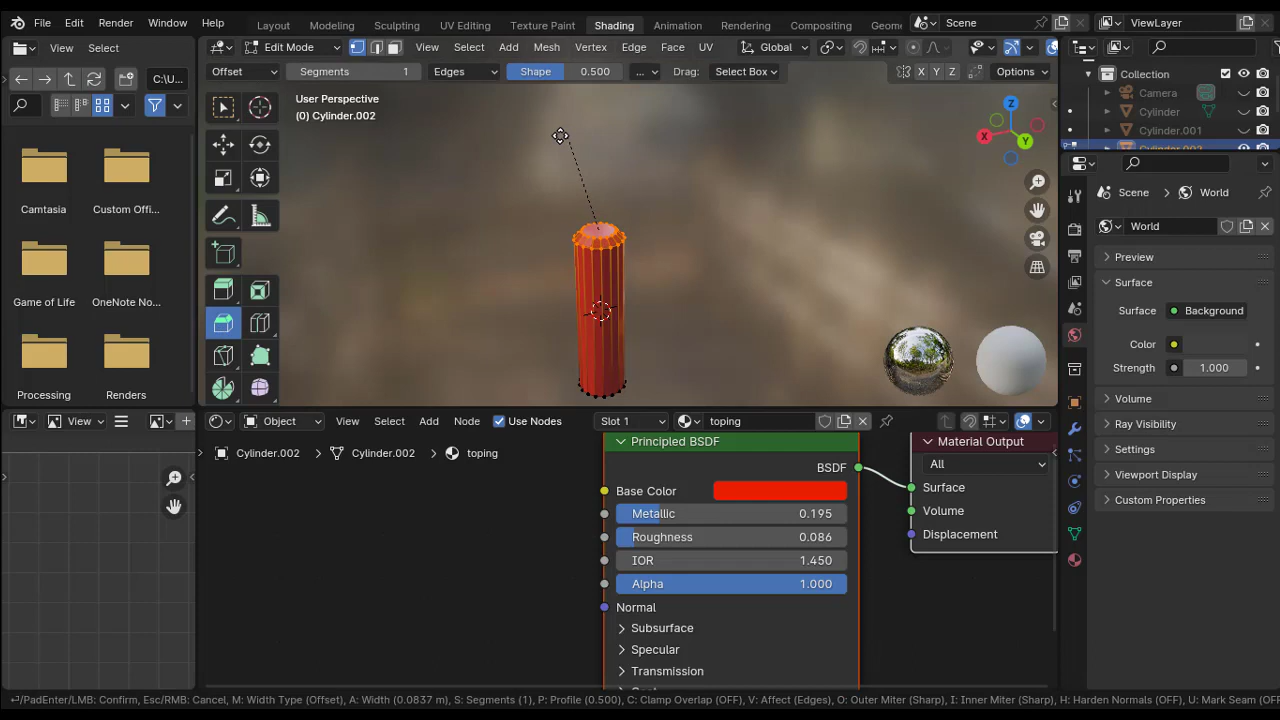 File Edit Render Window Help Layout Modeling Sculpting UV Editing Texture Paint Shading Animation Rendering Compositing Geome Scene ViewLayer
View Select
Edit Mode View Select Add Mesh Vertex Edge Face UV Global
Offset Segments 1 Edges Shape 0.500 ... Drag: Select Box X Y Z Options
C:\U...
User Perspective
(0) Cylinder.002
Z
X
Y
Collection
Camera
Cylinder
Cylinder.001
Cylinder.002
Camtasia
Custom Offi...
Game of Life
OneNote No...
Processing
Renders
Scene World
World
Preview
Surface
Surface Background
Color
Strength 1.000
Volume
Ray Visibility
Settings
Viewport Display
Custom Properties
View
Object View Select Add Node Use Nodes Slot 1 toping
Cylinder.002 Cylinder.002 toping
Principled BSDF
BSDF
Base Color
Metallic 0.195
Roughness 0.086
IOR 1.450
Alpha 1.000
Normal
Subsurface
Specular
Transmission
Material Output
All
Surface
Volume
Displacement
↵/PadEnter/LMB: Confirm, Esc/RMB: Cancel, M: Width Type (Offset), A: Width (0.0837 m), S: Segments (1), P: Profile (0.500), C: Clamp Overlap (OFF), V: Affect (Edges), O: Outer Miter (Sharp), I: Inner Miter (Sharp), H: Harden Normals (OFF), U: Mark Seam (OF